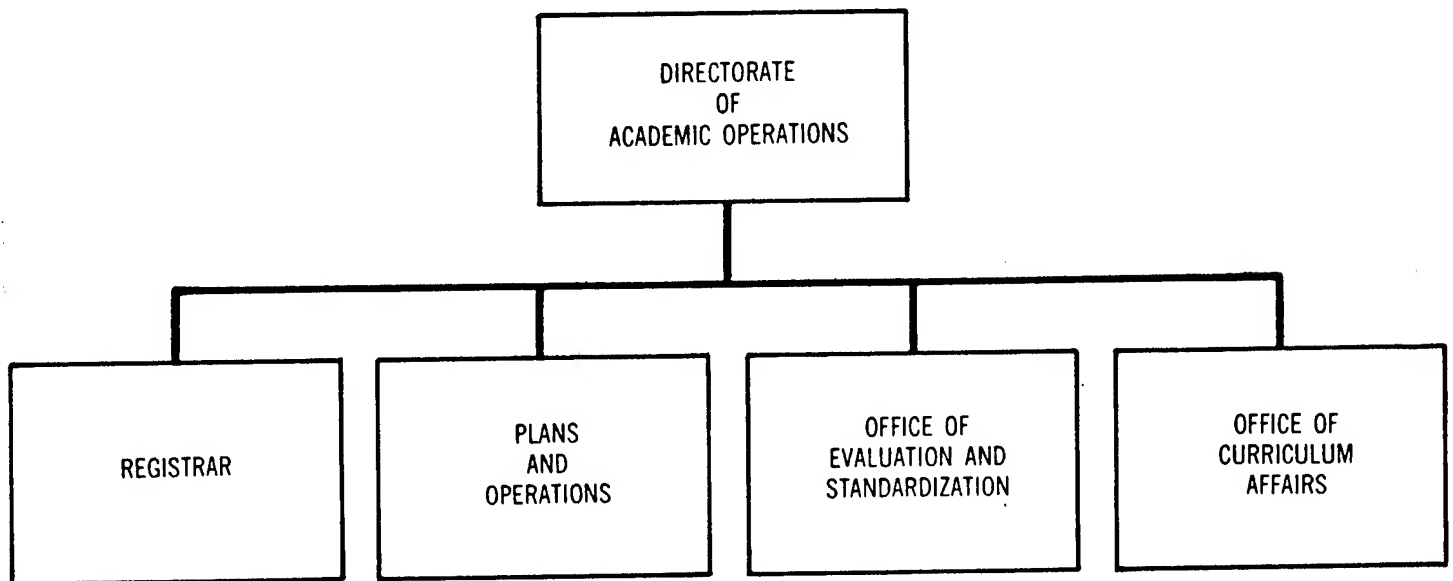 DIRECTORATE
OF
ACADEMIC OPERATIONS
REGISTRAR
PLANS
AND
OPERATIONS
OFFICE OF
EVALUATION AND
STANDARDIZATION
OFFICE OF
CURRICULUM
AFFAIRS